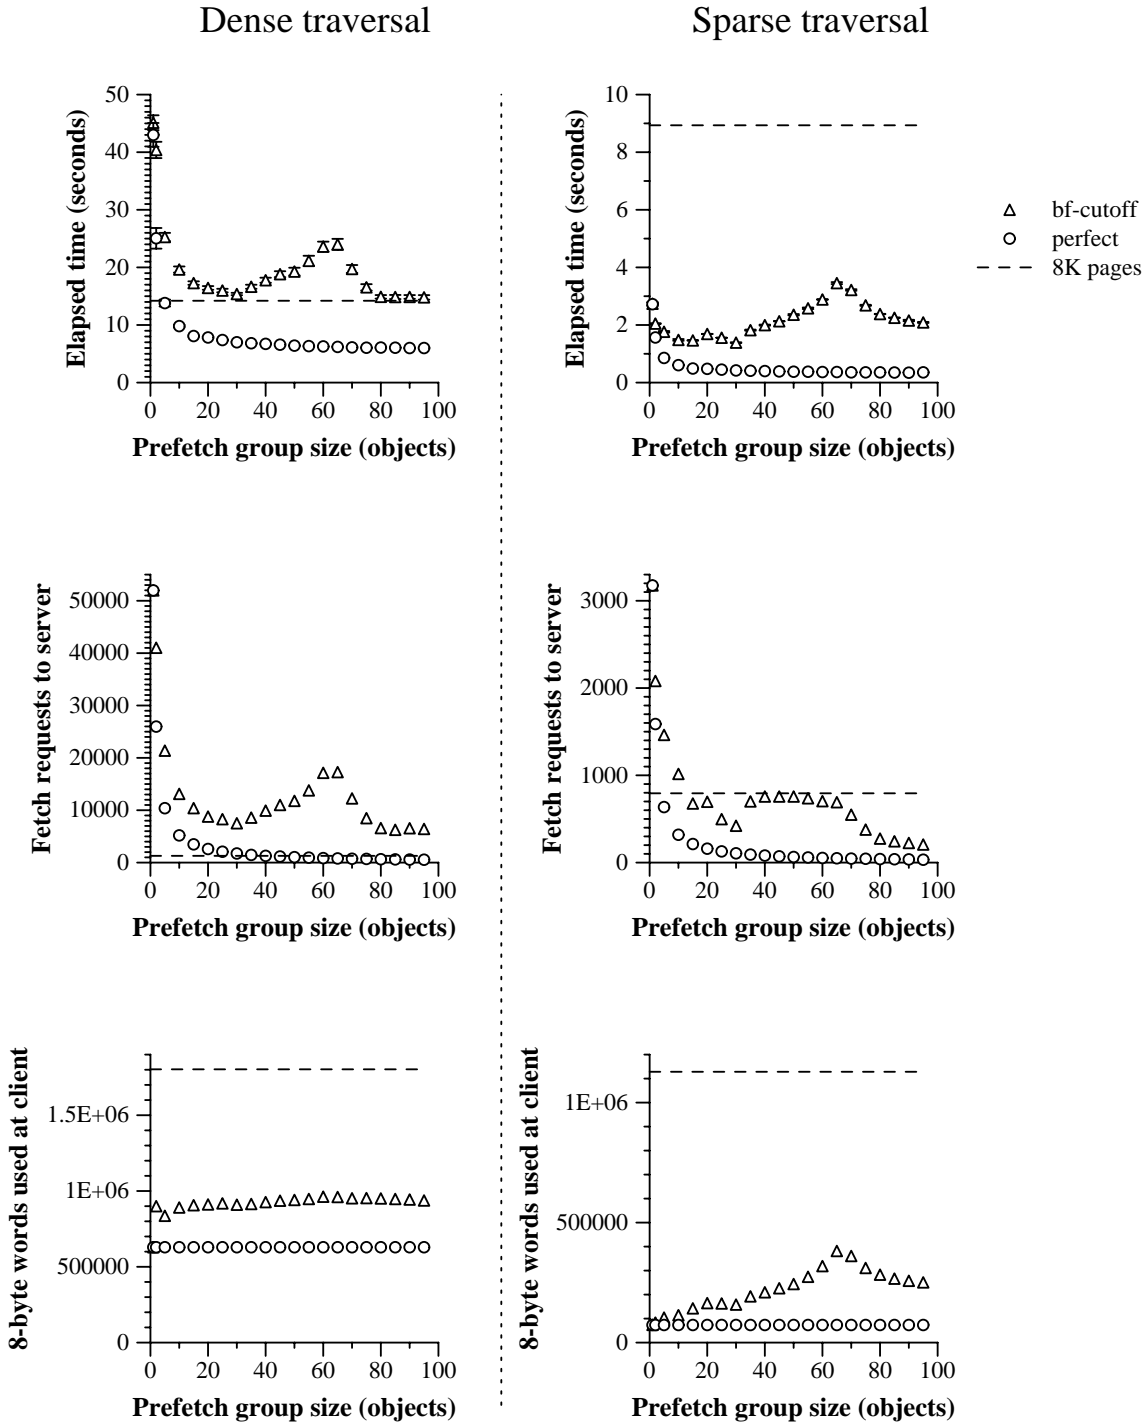 Dense traversal
Sparse traversal
Elapsed time (seconds)
50
40
30
20
10
0
0 20 40 60 80 100
Prefetch group size (objects)
Elapsed time (seconds)
10
8
6
4
2
0
0 20 40 60 80 100
Prefetch group size (objects)
bf-cutoff
perfect
8K pages
Fetch requests to server
50000
40000
30000
20000
10000
0
0 20 40 60 80 100
Prefetch group size (objects)
Fetch requests to server
3000
2000
1000
0
0 20 40 60 80 100
Prefetch group size (objects)
8-byte words used at client
1.5E+06
1E+06
500000
0
0 20 40 60 80 100
Prefetch group size (objects)
8-byte words used at client
1E+06
500000
0
0 20 40 60 80 100
Prefetch group size (objects)